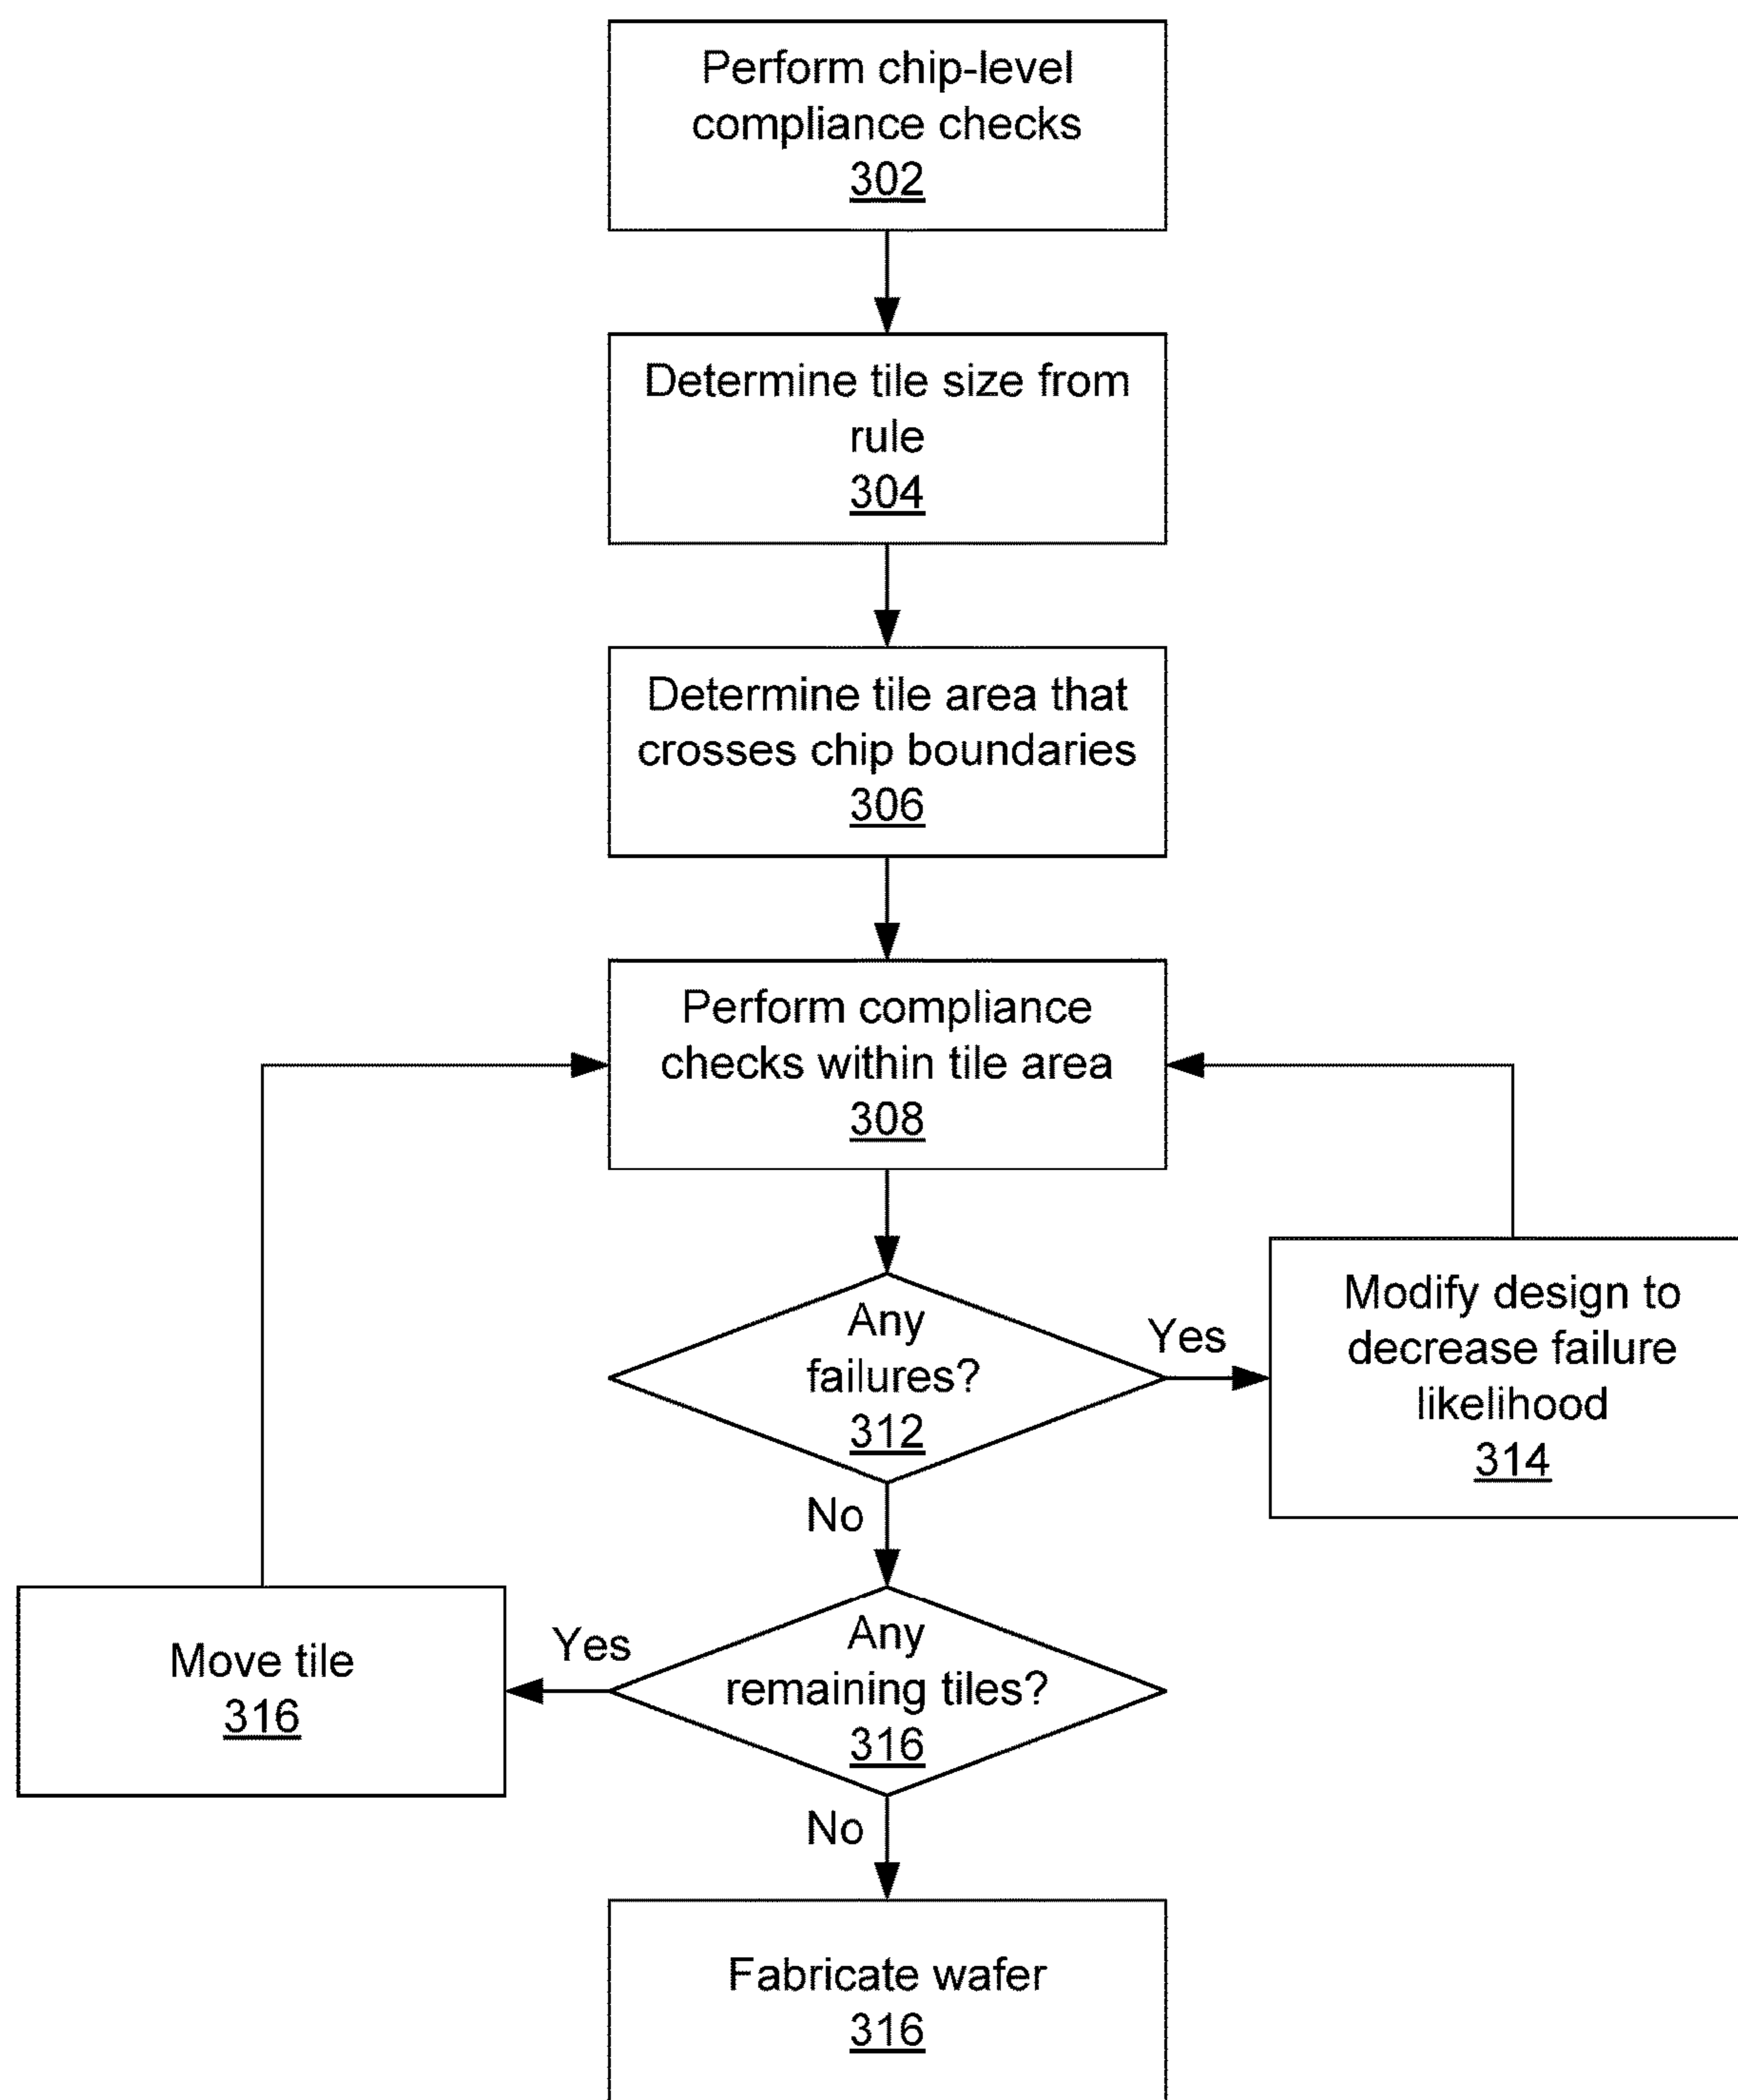 Perform chip-level
compliance checks
302
Determine tile size from
rule
304
Determine tile area that
crosses chip boundaries
306
Perform compliance
checks within tile area
308
Any
failures?
312
Yes
Modify design to
decrease failure
likelihood
314
No
Any
remaining tiles?
316
Yes
Move tile
316
No
Fabricate wafer
316